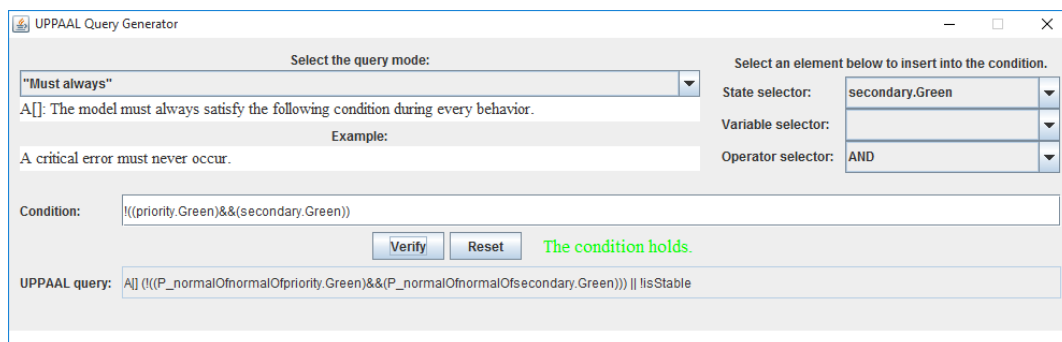 UPPAAL Query Generator
Select the query mode:
"Must always"
A[]: The model must always satisfy the following condition during every behavior.
Example:
A critical error must never occur.
Select an element below to insert into the condition.
State selector: secondary.Green
Variable selector:
Operator selector: AND
Condition: !((priority.Green)&&(secondary.Green))
Verify Reset The condition holds.
UPPAAL query: A[] (!((P_normalOfnormalOfpriority.Green)&&(P_normalOfnormalOfsecondary.Green))) || !isStable